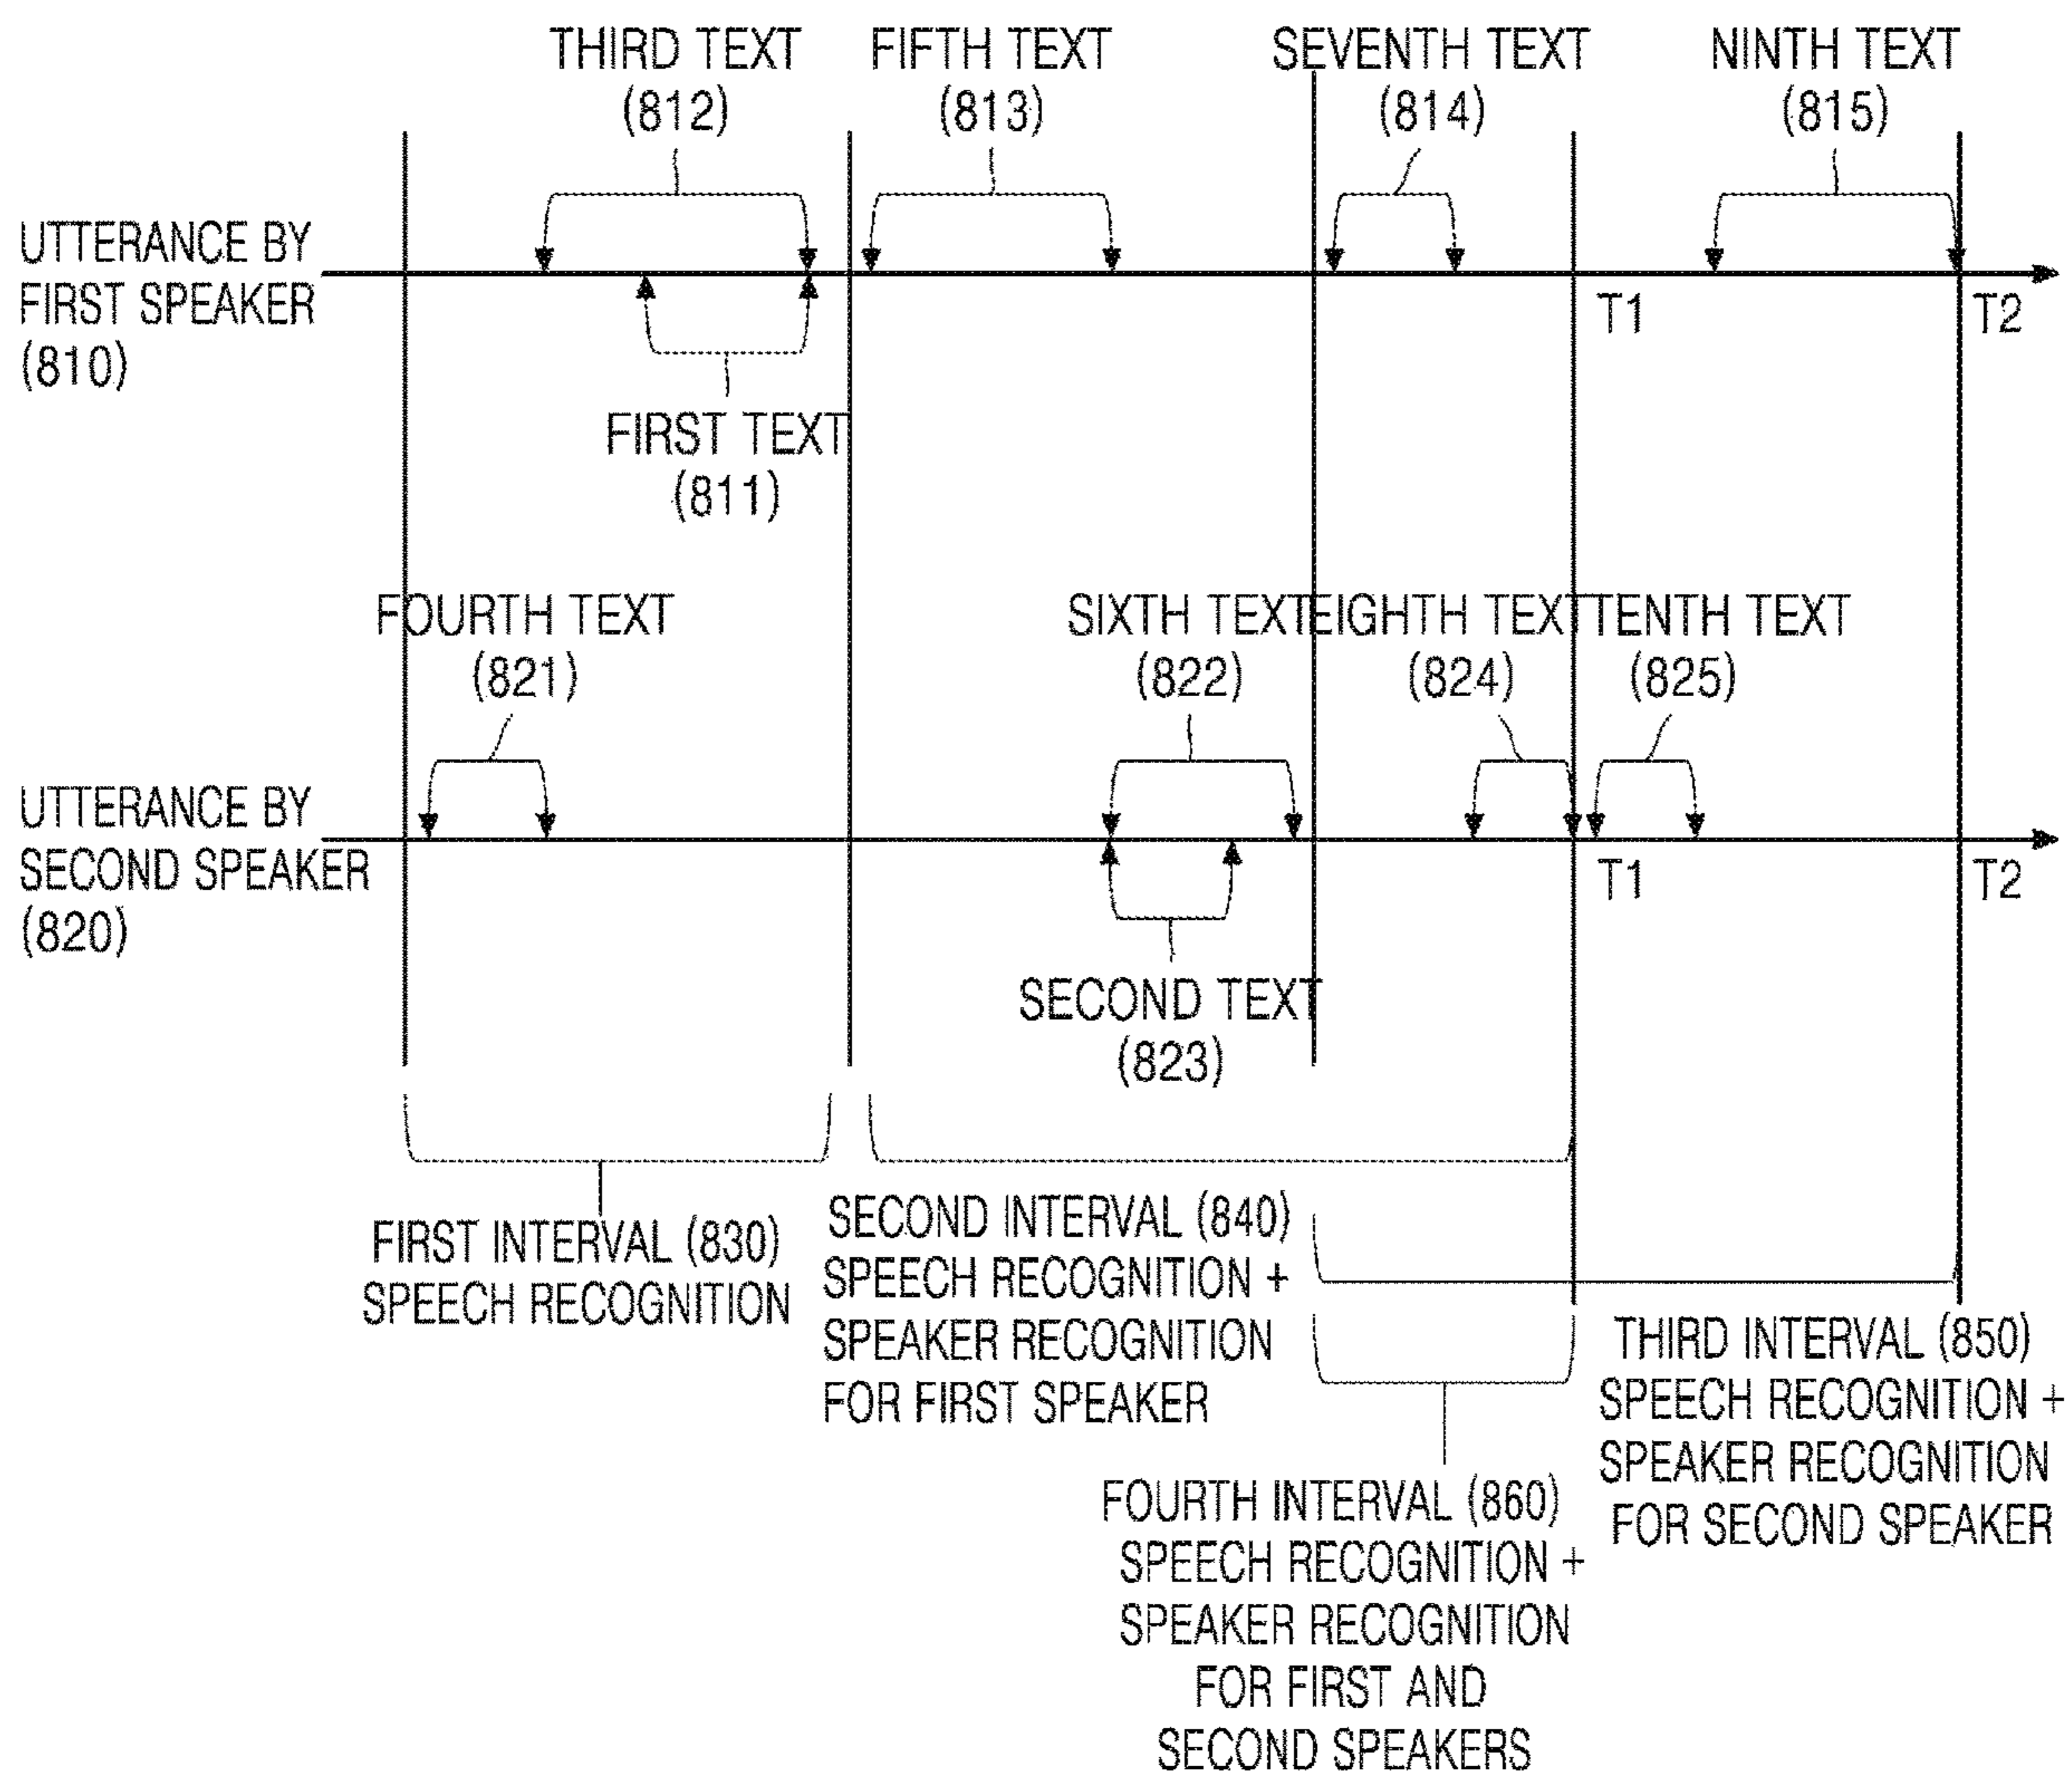 THIRD TEXT
(812)
FIFTH TEXT
(813)
SEVENTH TEXT
(814)
NINTH TEXT
(815)
UTTERANCE BY
FIRST SPEAKER
(810)
T1
T2
FIRST TEXT
(811)
FOURTH TEXT
(821)
SIXTH TEXT
(822)
EIGHTH TEXT
(824)
TENTH TEXT
(825)
UTTERANCE BY
SECOND SPEAKER
(820)
T1
T2
SECOND TEXT
(823)
FIRST INTERVAL (830)
SPEECH RECOGNITION
SECOND INTERVAL (840)
SPEECH RECOGNITION +
SPEAKER RECOGNITION
FOR FIRST SPEAKER
THIRD INTERVAL (850)
SPEECH RECOGNITION +
SPEAKER RECOGNITION
FOR SECOND SPEAKER
FOURTH INTERVAL (860)
SPEECH RECOGNITION +
SPEAKER RECOGNITION
FOR FIRST AND
SECOND SPEAKERS